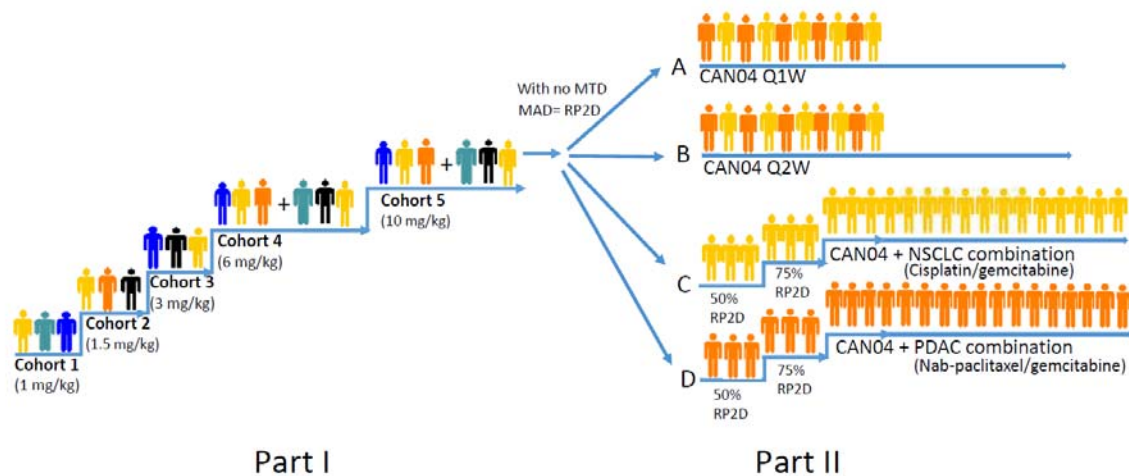 Cohort 1
(1 mg/kg)
Cohort 2
(1.5 mg/kg)
Cohort 3
(3 mg/kg)
+
Cohort 4
(6 mg/kg)
+
Cohort 5
(10 mg/kg)
With no MTD
MAD= RP2D
A
CAN04 Q1W
B
CAN04 Q2W
C
50%
RP2D
75%
RP2D
CAN04 + NSCLC combination
(Cisplatin/gemcitabine)
D
50%
RP2D
75%
RP2D
CAN04 + PDAC combination
(Nab-paclitaxel/gemcitabine)
Part I
Part II